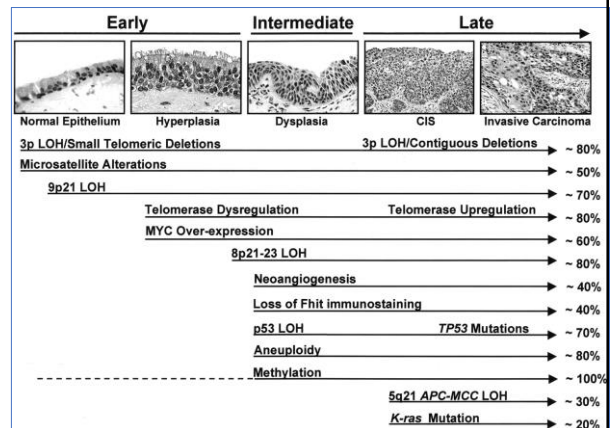 Early Intermediate Late
Normal Epithelium Hyperplasia Dysplasia CIS Invasive Carcinoma
3p LOH/Small Telomeric Deletions 3p LOH/Contiguous Deletions ~ 80%
Microsatellite Alterations ~ 50%
9p21 LOH ~ 70%
Telomerase Dysregulation Telomerase Upregulation ~ 80%
MYC Over-expression ~ 60%
8p21-23 LOH ~ 80%
Neoangiogenesis ~ 40%
Loss of Fhit immunostaining ~ 40%
p53 LOH TP53 Mutations ~ 70%
Aneuploidy ~ 80%
Methylation ~ 100%
5q21 APC-MCC LOH ~ 30%
K-ras Mutation ~ 20%